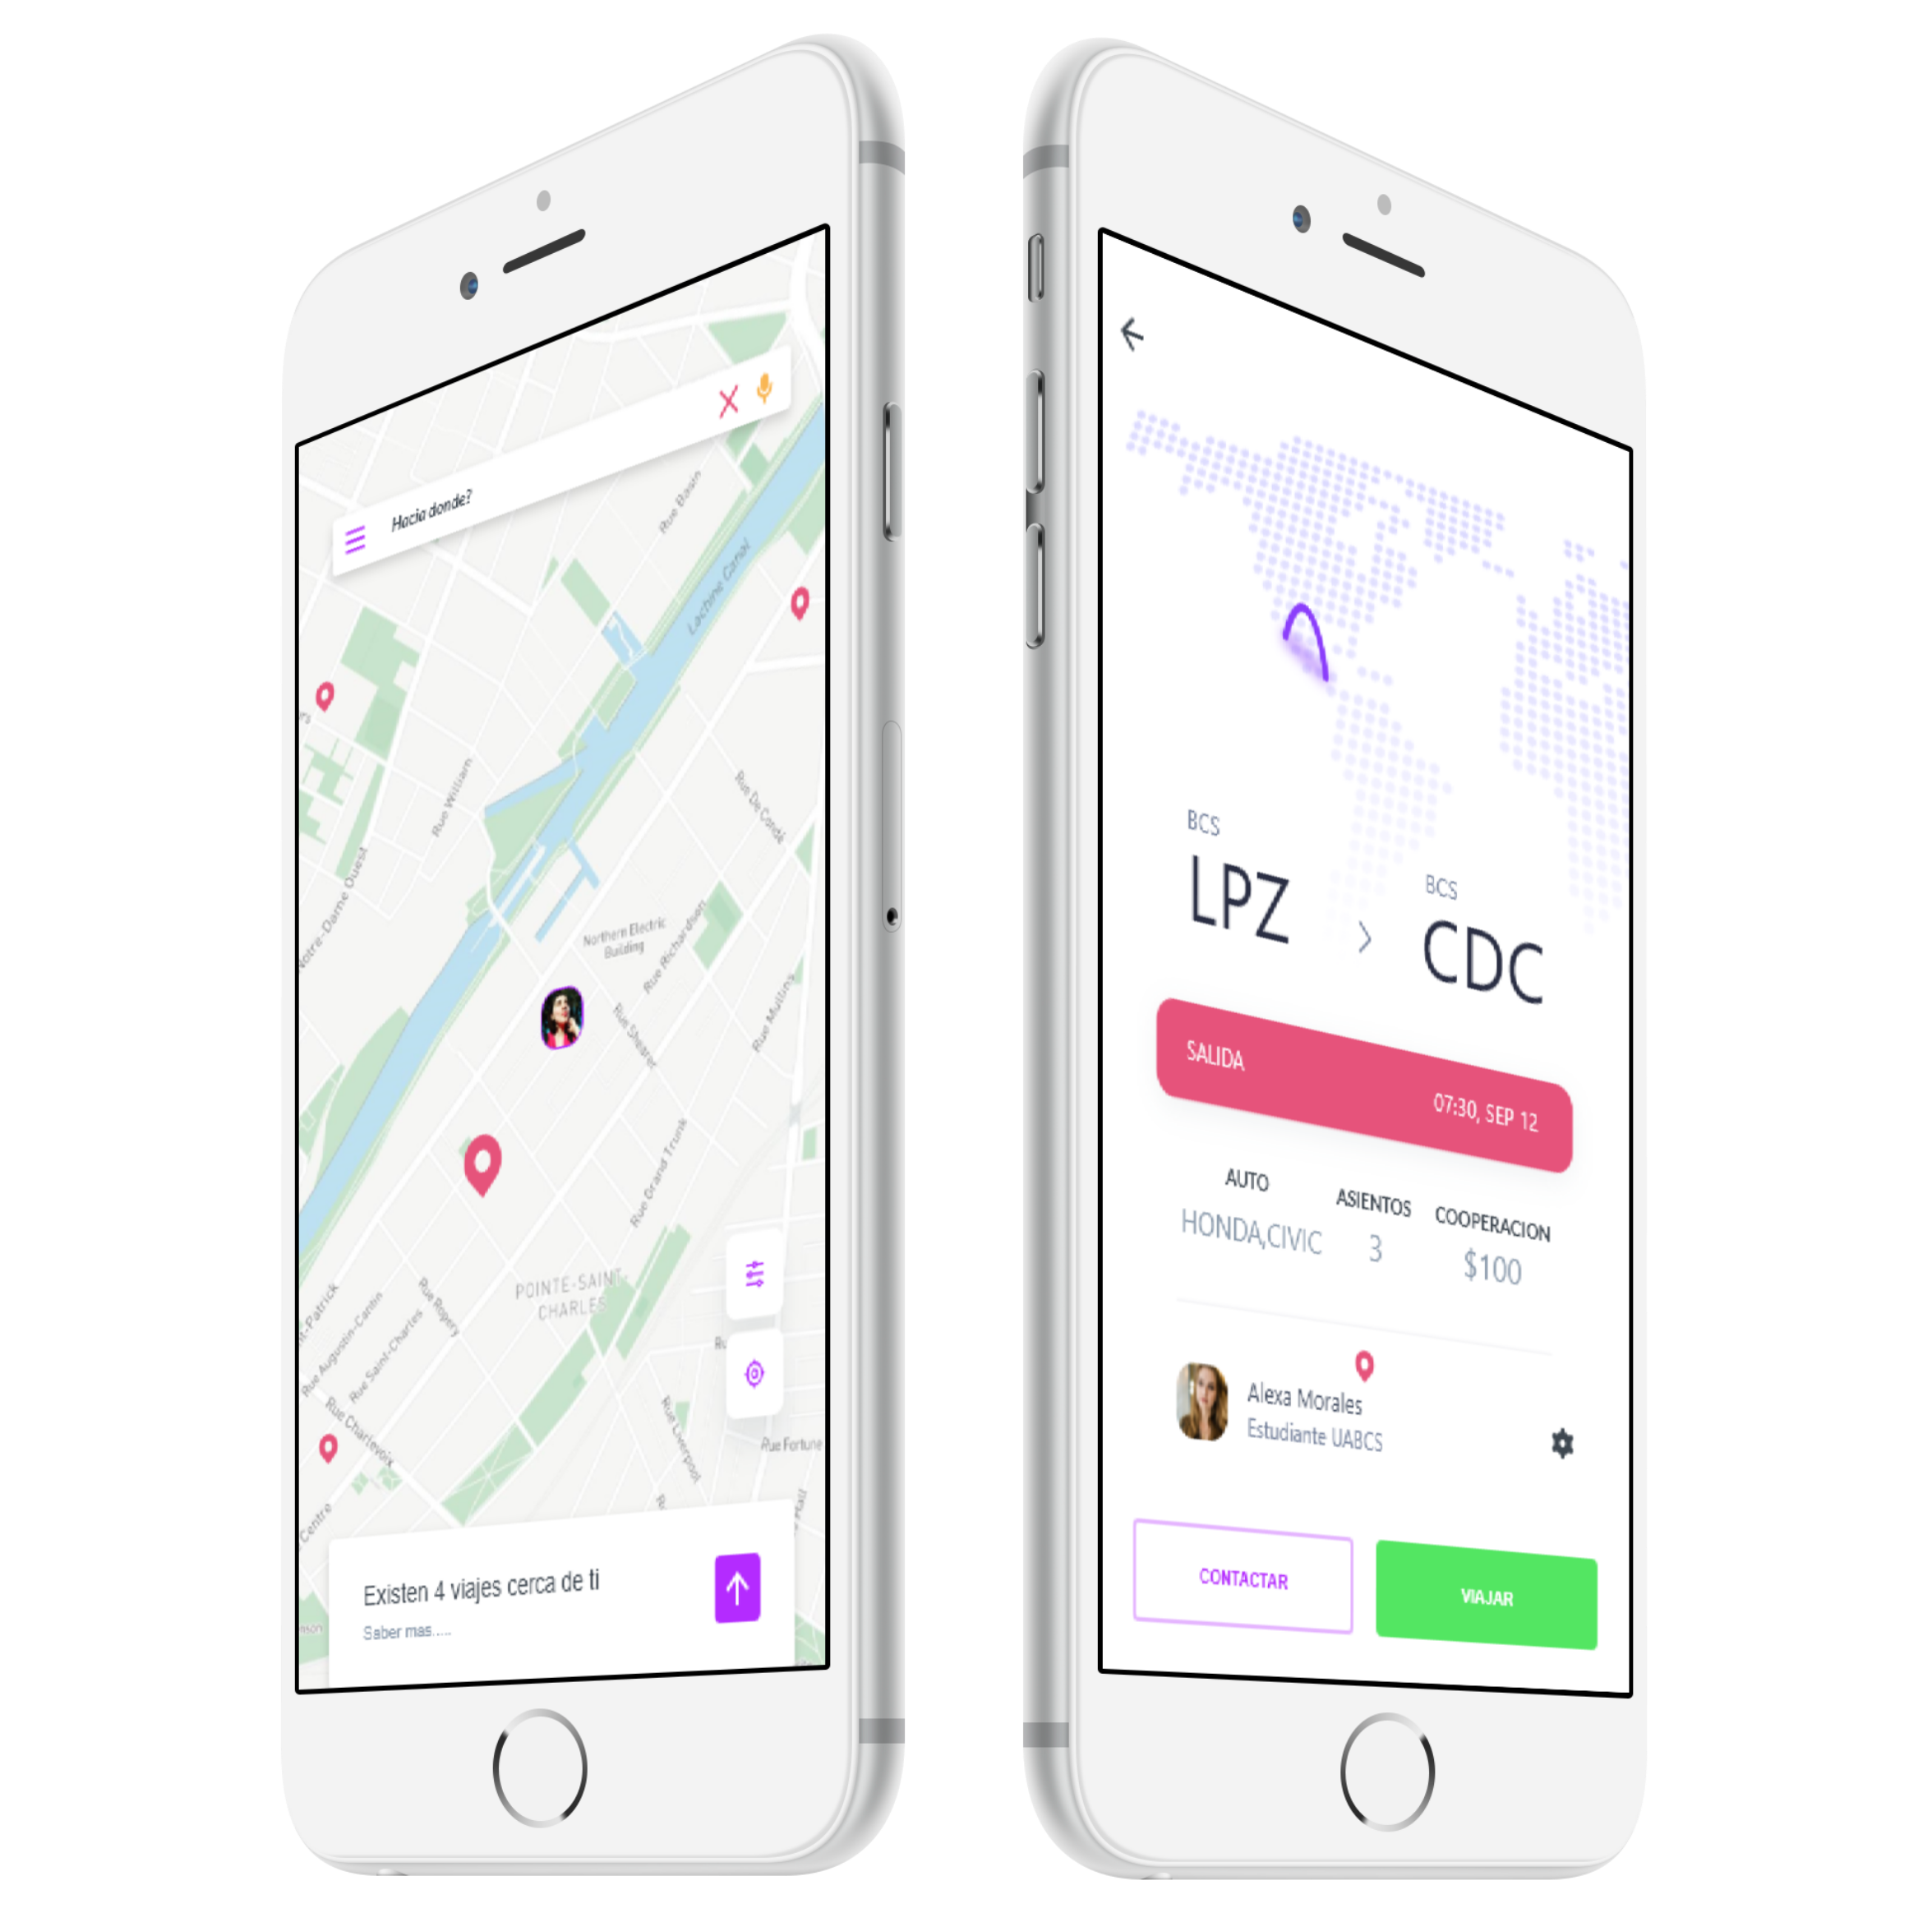 Hacia donde?
Rue Basin
Lachine Canal
Rue William
Rue De Condé
Notre-Dame Ouest
Northern Electric
Building
Rue Richardson
Rue Shearer
Rue Mullins
Rue Grand Trunk
POINTE-SAINT-
CHARLES
Rue Ropery
Rue Augustin-Cantin
Rue Saint-Charles
Rue Charlevoix
Rue Liverpool
Rue Fortune
Centre
Existen 4 viajes cerca de ti
Saber mas.....
BCS
LPZ
BCS
CDC
SALIDA
07:30, SEP 12
AUTO
ASIENTOS
COOPERACION
HONDA,CIVIC
3
$100
Alexa Morales
Estudiante UABCS
CONTACTAR
VIAJAR